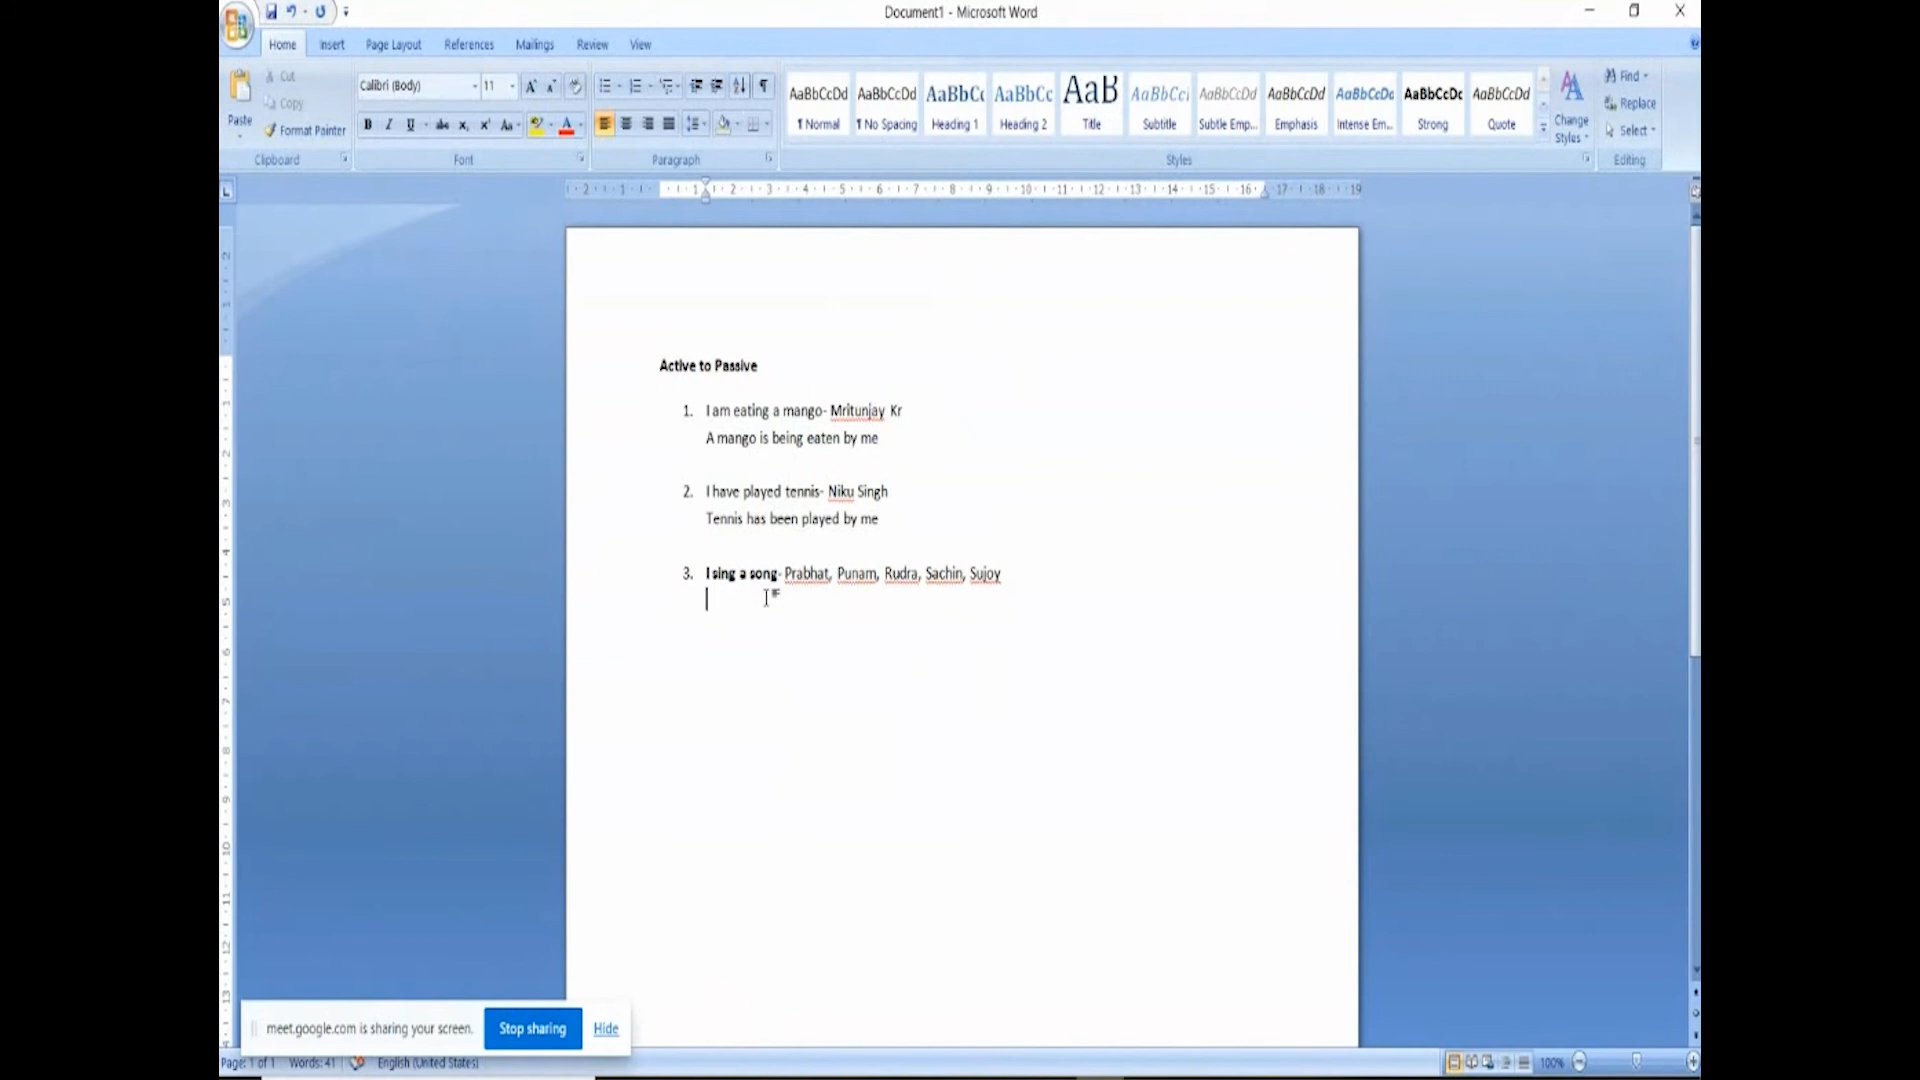 Document1 - Microsoft Word
Home Insert Page Layout References Mailings Review View
Paste
Cut
Copy
Format Painter
Clipboard
Calibri (Body) 11
Font
Paragraph
AaBbCcDd AaBbCcDd AaBbCc AaBbCc AaB AaBbCcI AaBbCcDd AaBbCcDd AaBbCcDc AaBbCcDc AaBbCcDd
¶ Normal ¶ No Spacing Heading 1 Heading 2 Title Subtitle Subtle Emp... Emphasis Intense Em... Strong Quote
Change Styles
Styles
Find
Replace
Select
Editing
Active to Passive
1. I am eating a mango- Mritunjay Kr
A mango is being eaten by me
2. I have played tennis- Niku Singh
Tennis has been played by me
3. I sing a song- Prabhat, Punam, Rudra, Sachin, Sujoy
meet.google.com is sharing your screen. Stop sharing Hide
Page: 1 of 1 Words: 41 English (United States) 100%